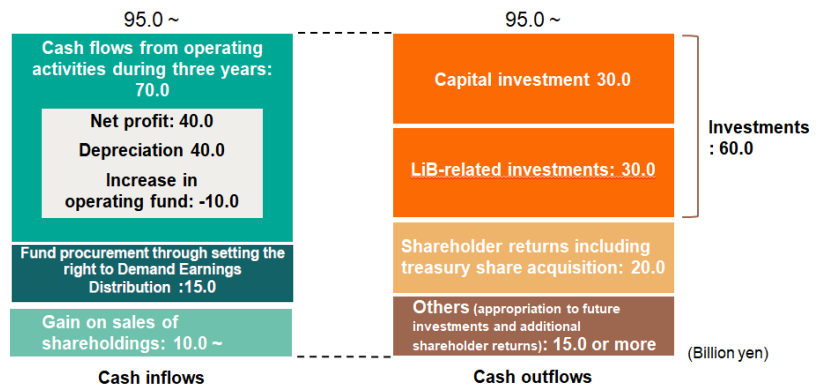 95.0 ~
95.0 ~
Cash flows from operating
activities during three years:
70.0
Net profit: 40.0
Depreciation 40.0
Increase in
operating fund: -10.0
Fund procurement through setting the
right to Demand Earnings
Distribution :15.0
Gain on sales of
shareholdings: 10.0 ~
Cash inflows
Capital investment 30.0
LiB-related investments: 30.0
Shareholder returns including
treasury share acquisition: 20.0
Others (appropriation to future
investments and additional
shareholder returns): 15.0 or more
Cash outflows
Investments
: 60.0
(Billion yen)